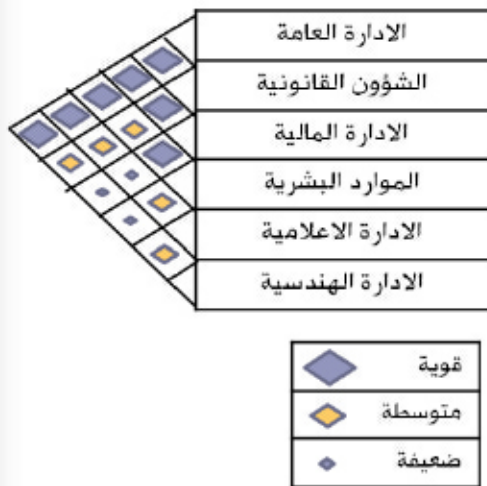 الادارة العامة
الشؤون القانونية
الادارة المالية
الموارد البشرية
الادارة الاعلامية
الادارة الهندسية
قوية
متوسطة
ضعيفة